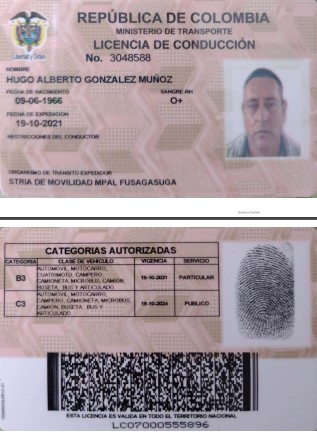 REPÚBLICA DE COLOMBIA
MINISTERIO DE TRANSPORTE
LICENCIA DE CONDUCCIÓN
No. 3048588
Libertad y Orden
NOMBRE
HUGO ALBERTO GONZALEZ MUÑOZ
FECHA DE NACIMIENTO SANGRE-RH
09-06-1966 O+
FECHA DE EXPEDICION
19-10-2021
RESTRICCIONES DEL CONDUCTOR
ORGANISMO DE TRÁNSITO EXPEDIDOR
STRIA DE MOVILIDAD MPAL FUSAGASUGA
CATEGORIAS AUTORIZADAS
CATEGORIA CLASE DE VEHICULO VIGENCIA SERVICIO
B3 AUTOMOVIL, MOTOCARRO, 19-10-2031 PARTICULAR
CUATRIMOTO, CAMPERO,
CAMIONETA, MICROBUS, CAMIÓN,
BUSETA, BUS Y ARTICULADO
C3 AUTOMOVIL, MOTOCARRO, 19-10-2024 PUBLICO
CAMPERO, CAMIONETA, MICROBUS,
CAMIÓN, BUSETA, BUS Y
ARTICULADO
ESTA LICENCIA ES VALIDA EN TODO EL TERRITORIO NACIONAL
LC07000555896